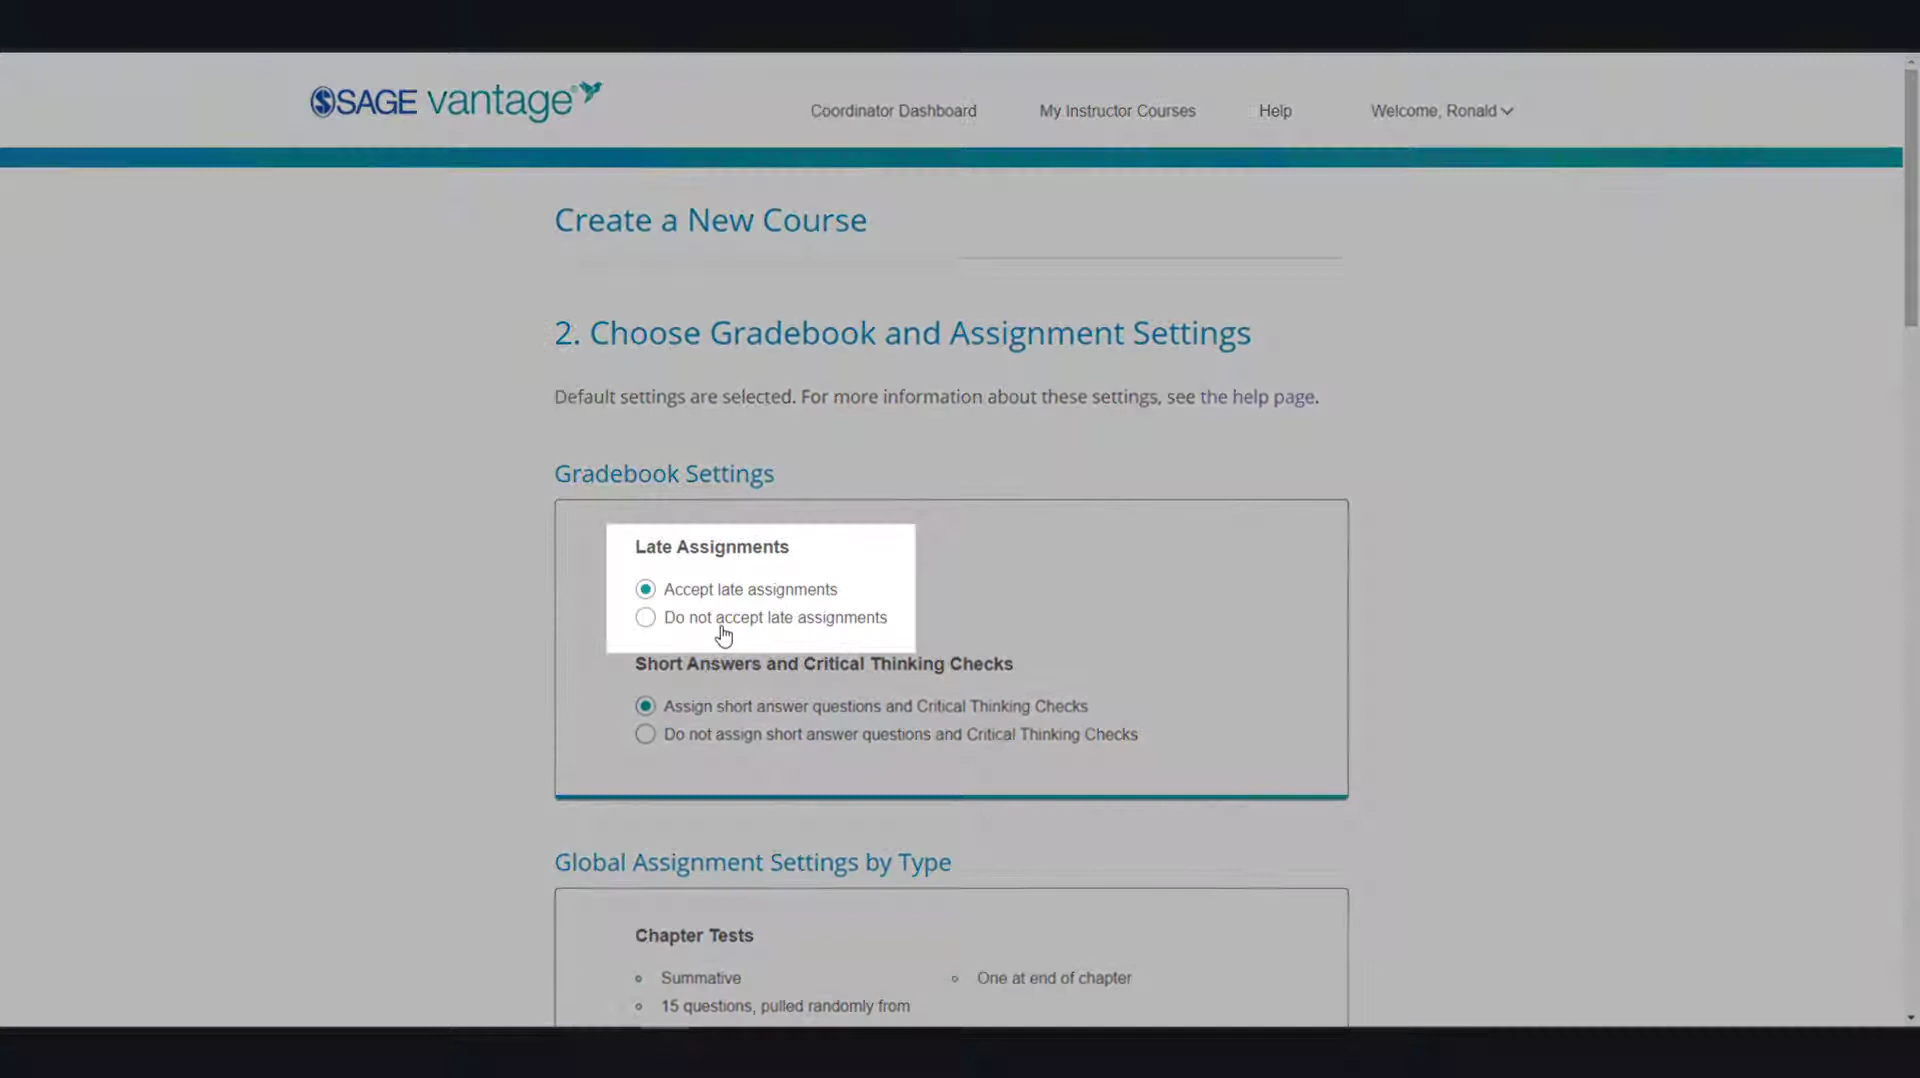 SAGE vantage
Coordinator Dashboard My Instructor Courses Help Welcome, Ronald
Create a New Course
2. Choose Gradebook and Assignment Settings
Default settings are selected. For more information about these settings, see the help page.
Gradebook Settings
Late Assignments
Accept late assignments
Do not accept late assignments
Short Answers and Critical Thinking Checks
Assign short answer questions and Critical Thinking Checks
Do not assign short answer questions and Critical Thinking Checks
Global Assignment Settings by Type
Chapter Tests
Summative
One at end of chapter
15 questions, pulled randomly from